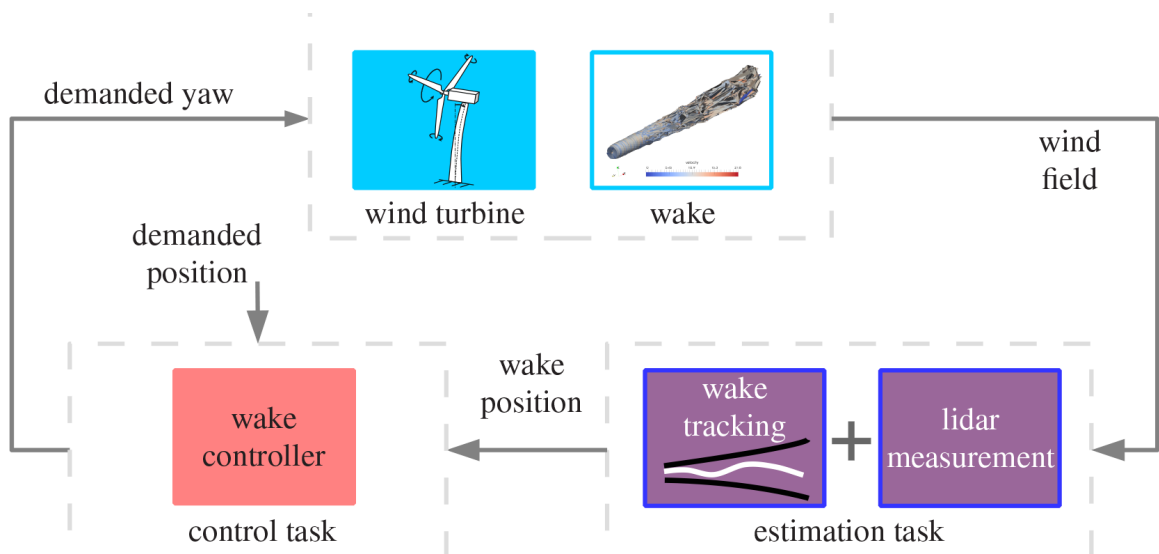 demanded yaw
wind
field
wind turbine
wake
demanded
position
wake
position
wake
controller
control task
wake
tracking
lidar
measurement
estimation task